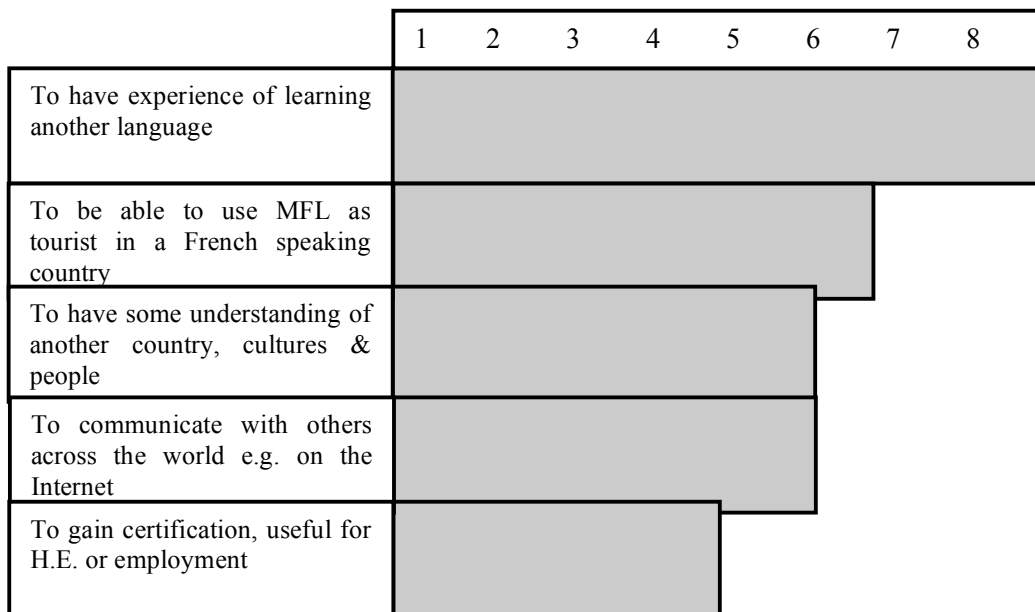 1 2 3 4 5 6 7 8
To have experience of learning
another language
To be able to use MFL as
tourist in a French speaking
country
To have some understanding of
another country, cultures &
people
To communicate with others
across the world e.g. on the
Internet
To gain certification, useful for
H.E. or employment